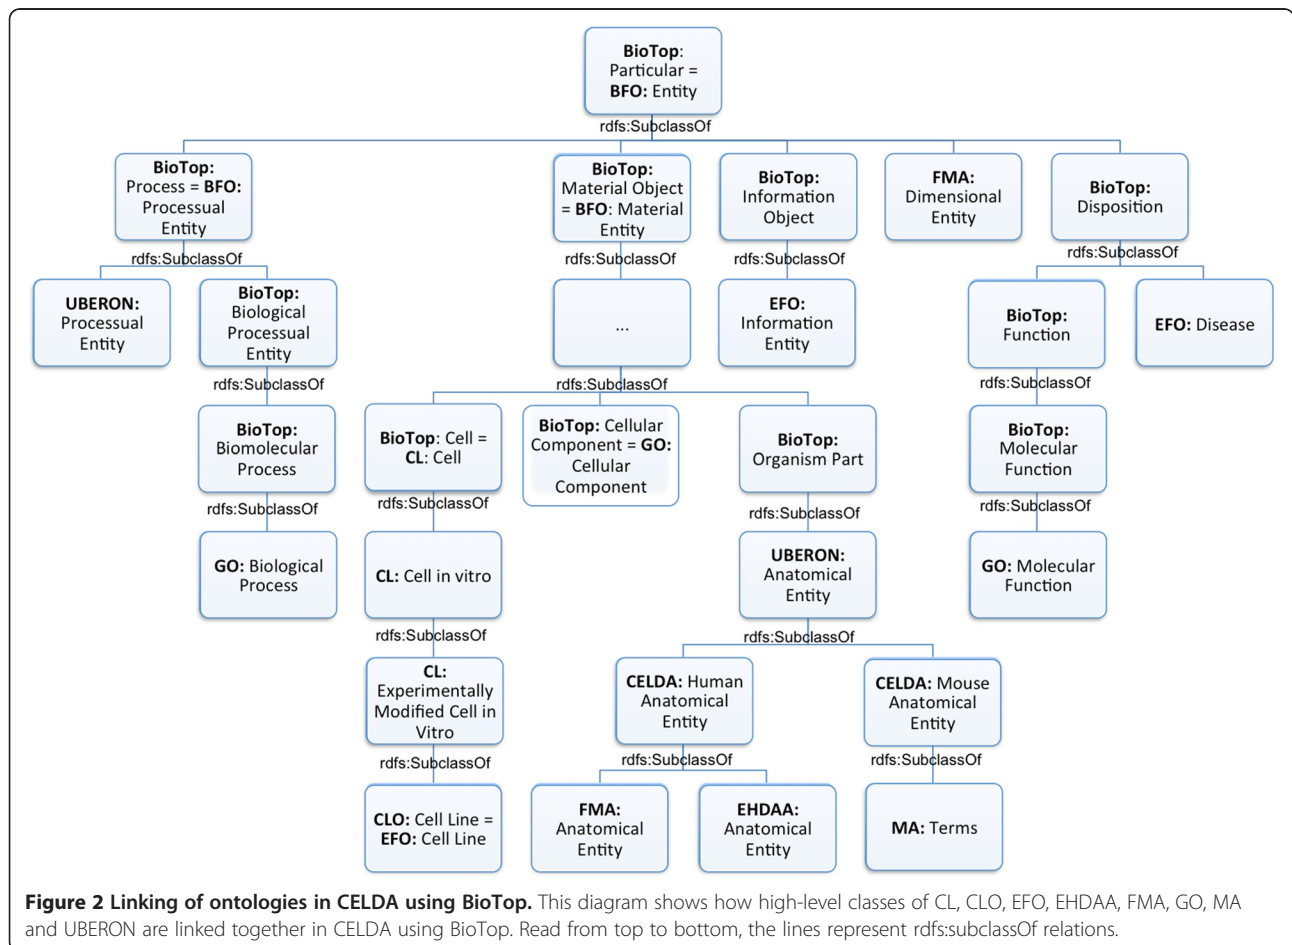 BioTop:
Particular =
BFO: Entity
rdfs:SubclassOf
BioTop:
Process = BFO:
Processual
Entity
BioTop:
Material Object
= BFO: Material
Entity
BioTop:
Information
Object
FMA:
Dimensional
Entity
BioTop:
Disposition
rdfs:SubclassOf
rdfs:SubclassOf
rdfs:SubclassOf
rdfs:SubclassOf
UBERON:
Processual
Entity
BioTop:
Biological
Processual
Entity
...
EFO:
Information
Entity
BioTop:
Function
EFO: Disease
rdfs:SubclassOf
rdfs:SubclassOf
rdfs:SubclassOf
BioTop:
Biomolecular
Process
BioTop: Cell =
CL: Cell
BioTop: Cellular
Component = GO:
Cellular
Component
BioTop:
Organism Part
BioTop:
Molecular
Function
rdfs:SubclassOf
rdfs:SubclassOf
rdfs:SubclassOf
rdfs:SubclassOf
GO: Biological
Process
CL: Cell in vitro
UBERON:
Anatomical
Entity
GO: Molecular
Function
rdfs:SubclassOf
rdfs:SubclassOf
CL:
Experimentally
Modified Cell in
Vitro
CELDA: Human
Anatomical
Entity
CELDA: Mouse
Anatomical
Entity
rdfs:SubclassOf
rdfs:SubclassOf
rdfs:SubclassOf
CLO: Cell Line =
EFO: Cell Line
FMA:
Anatomical
Entity
EHDAA:
Anatomical
Entity
MA: Terms
Figure 2 Linking of ontologies in CELDA using BioTop. This diagram shows how high-level classes of CL, CLO, EFO, EHDAA, FMA, GO, MA
and UBERON are linked together in CELDA using BioTop. Read from top to bottom, the lines represent rdfs:subclassOf relations.